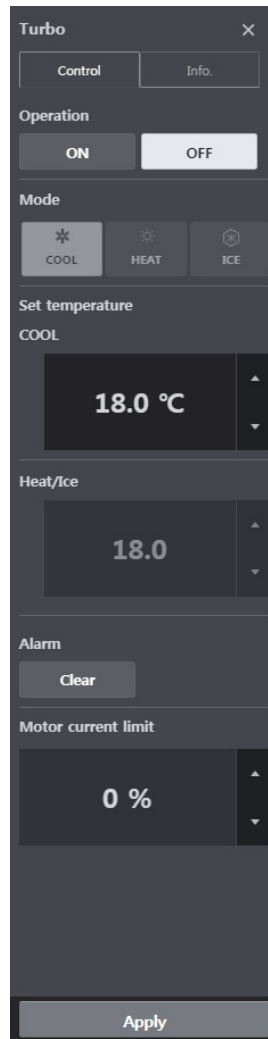 Turbo
Control Info.
Operation
ON OFF
Mode
COOL HEAT ICE
Set temperature
COOL
18.0 ℃
Heat/Ice
18.0
Alarm
Clear
Motor current limit
0 %
Apply